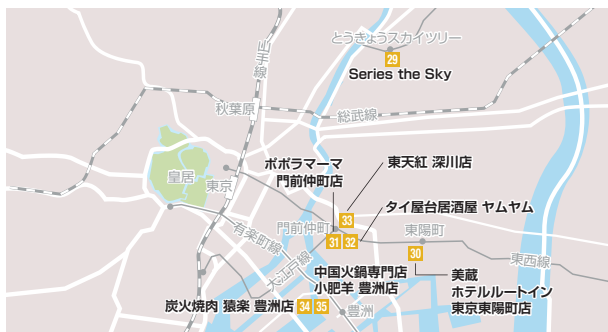 とうきょうスカイツリー
29
Series the Sky
山手線
秋葉原
総武線
皇居
東京
ポポラマーマ
門前仲町店
東天紅 深川店
33
タイ屋台居酒屋 ヤムヤム
門前仲町
31 32
東陽町
30
有楽町線
大江戸線
東西線
美蔵
ホテルルートイン
東京東陽町店
中国火鍋専門店
小肥羊 豊洲店
炭火焼肉 猿楽 豊洲店
34 35
豊洲